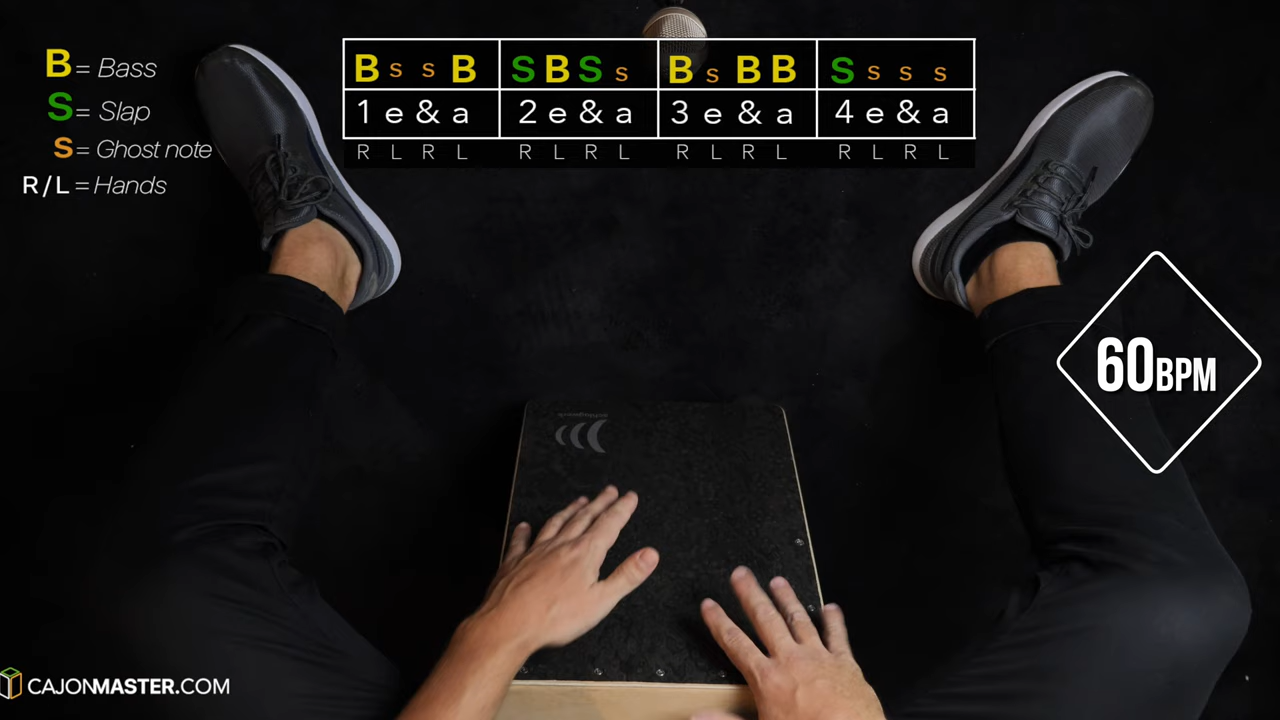 B = Bass
S = Slap
s = Ghost note
R / L = Hands
B s s B S B S s B s B B S s s s
1 e & a 2 e & a 3 e & a 4 e & a
R L R L R L R L R L R L R L R L
60BPM
CAJONMASTER.COM